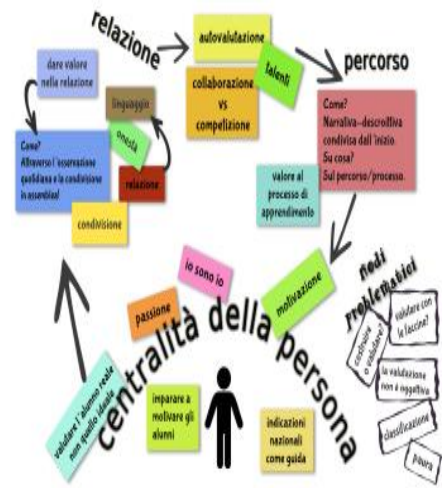 relazione
autovalutazione
talenti
collaborazione
vs
competizione
percorso
Come?
Narrativa-descrittiva
condivisa dall'inizio
Su cosa?
Sul percorso/processo.
dare valore
nella relazione
linguaggio
onestà
Come?
Attraverso l'osservazione
quotidiana e la condivisione
in assemblea!
relazione
condivisione
valore al
processo di
apprendimento
motivazione
io sono io
passione
centralità della persona
valutare l'alunno reale
non quello ideale
imparare a
motivare gli
alunni
indicazioni
nazionali
come guida
nodi
problematici
costruire
o valutare?
valutare con
le faccine?
la valutazione
non è oggettiva
classificazione
paura